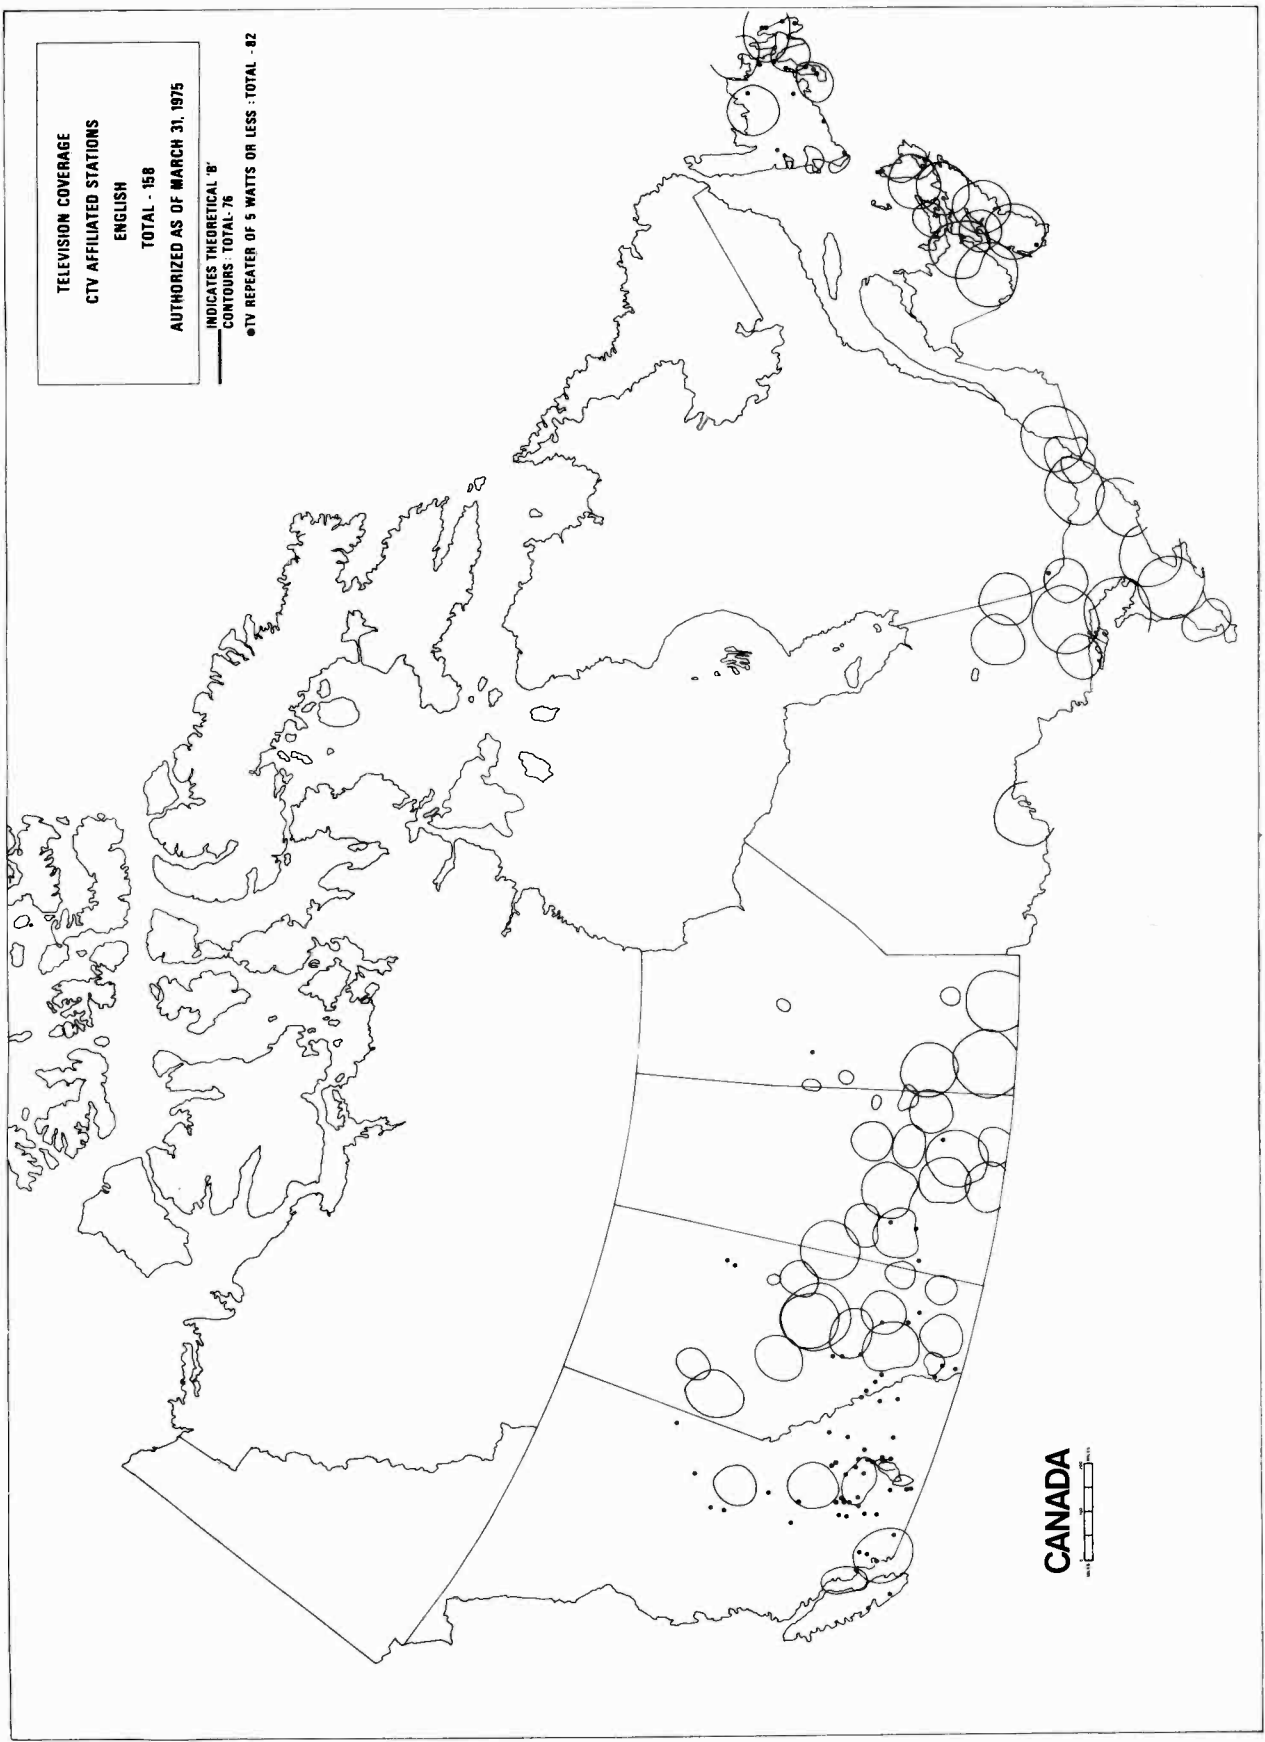 TELEVISION COVERAGE
CTV AFFILIATED STATIONS
ENGLISH
TOTAL - 158
AUTHORIZED AS OF MARCH 31, 1975
INDICATES THEORETICAL 'B'
CONTOURS : TOTAL- 76
●TV REPEATER OF 5 WATTS OR LESS : TOTAL - 82
CANADA